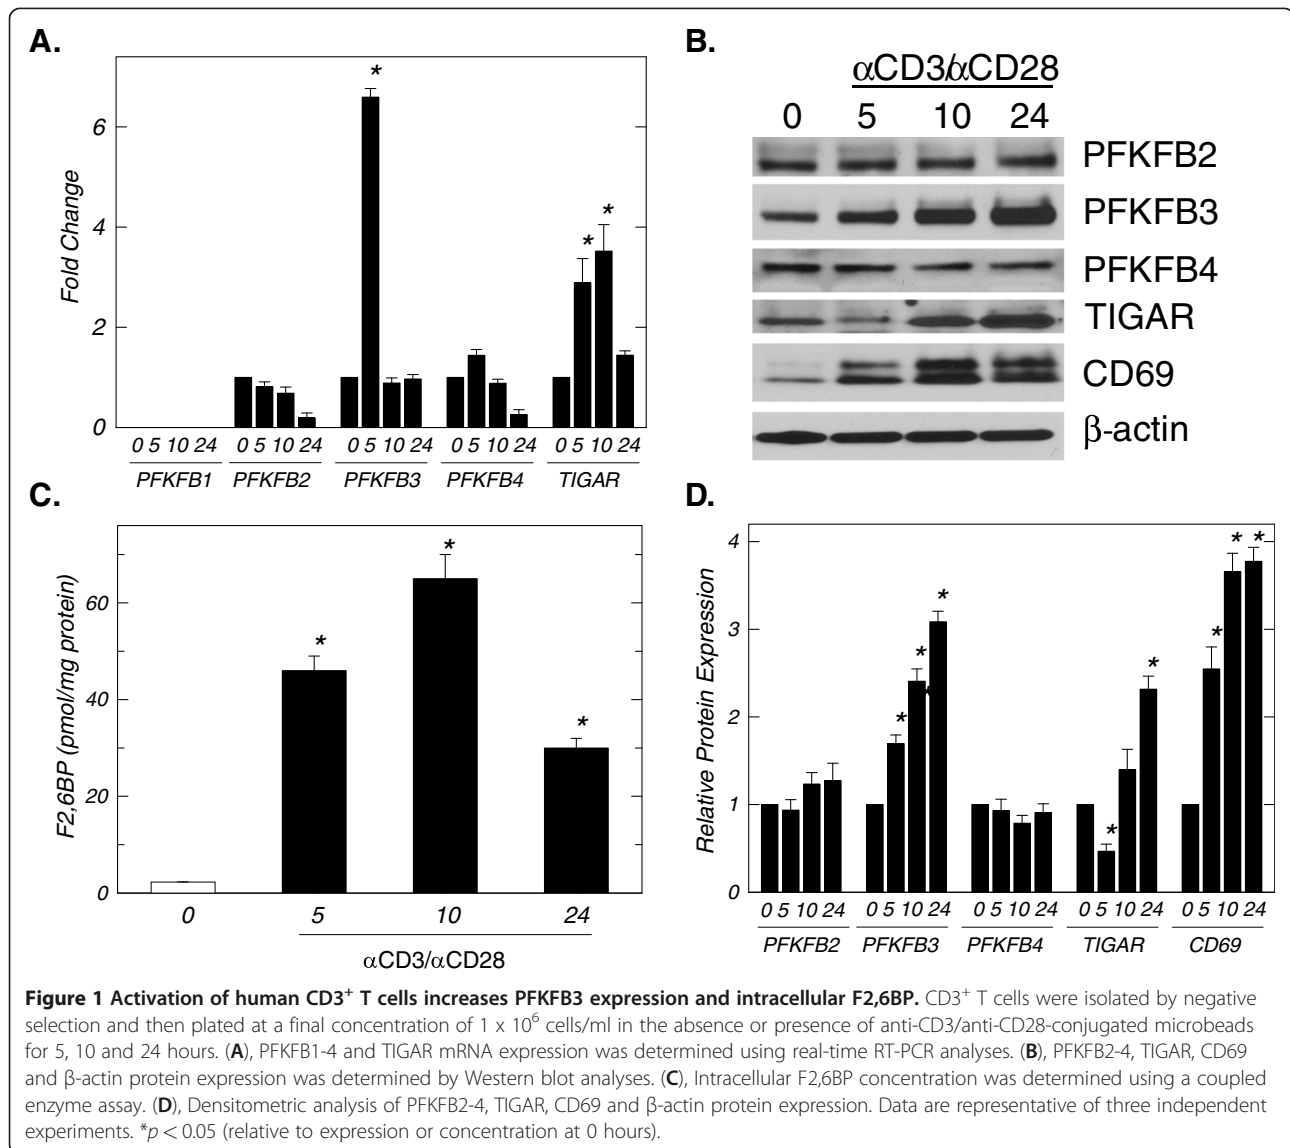 A.
*
6
* *
4
2
0
Fold Change
0 5 10 24 0 5 10 24 0 5 10 24 0 5 10 24 0 5 10 24
PFKFB1 PFKFB2 PFKFB3 PFKFB4 TIGAR
B.
αCD3/αCD28
0 5 10 24
PFKFB2
PFKFB3
PFKFB4
TIGAR
CD69
β-actin
C.
F2,6BP (pmol/mg protein)
60
40
20
0
* * *
0 5 10 24
αCD3/αCD28
D.
Relative Protein Expression
4
3
2
1
0
* * * * * * * *
0 5 10 24 0 5 10 24 0 5 10 24 0 5 10 24 0 5 10 24
PFKFB2 PFKFB3 PFKFB4 TIGAR CD69
Figure 1 Activation of human CD3⁺ T cells increases PFKFB3 expression and intracellular F2,6BP. CD3⁺ T cells were isolated by negative
selection and then plated at a final concentration of 1 x 10⁶ cells/ml in the absence or presence of anti-CD3/anti-CD28-conjugated microbeads
for 5, 10 and 24 hours. (A), PFKFB1-4 and TIGAR mRNA expression was determined using real-time RT-PCR analyses. (B), PFKFB2-4, TIGAR, CD69
and β-actin protein expression was determined by Western blot analyses. (C), Intracellular F2,6BP concentration was determined using a coupled
enzyme assay. (D), Densitometric analysis of PFKFB2-4, TIGAR, CD69 and β-actin protein expression. Data are representative of three independent
experiments. *p < 0.05 (relative to expression or concentration at 0 hours).